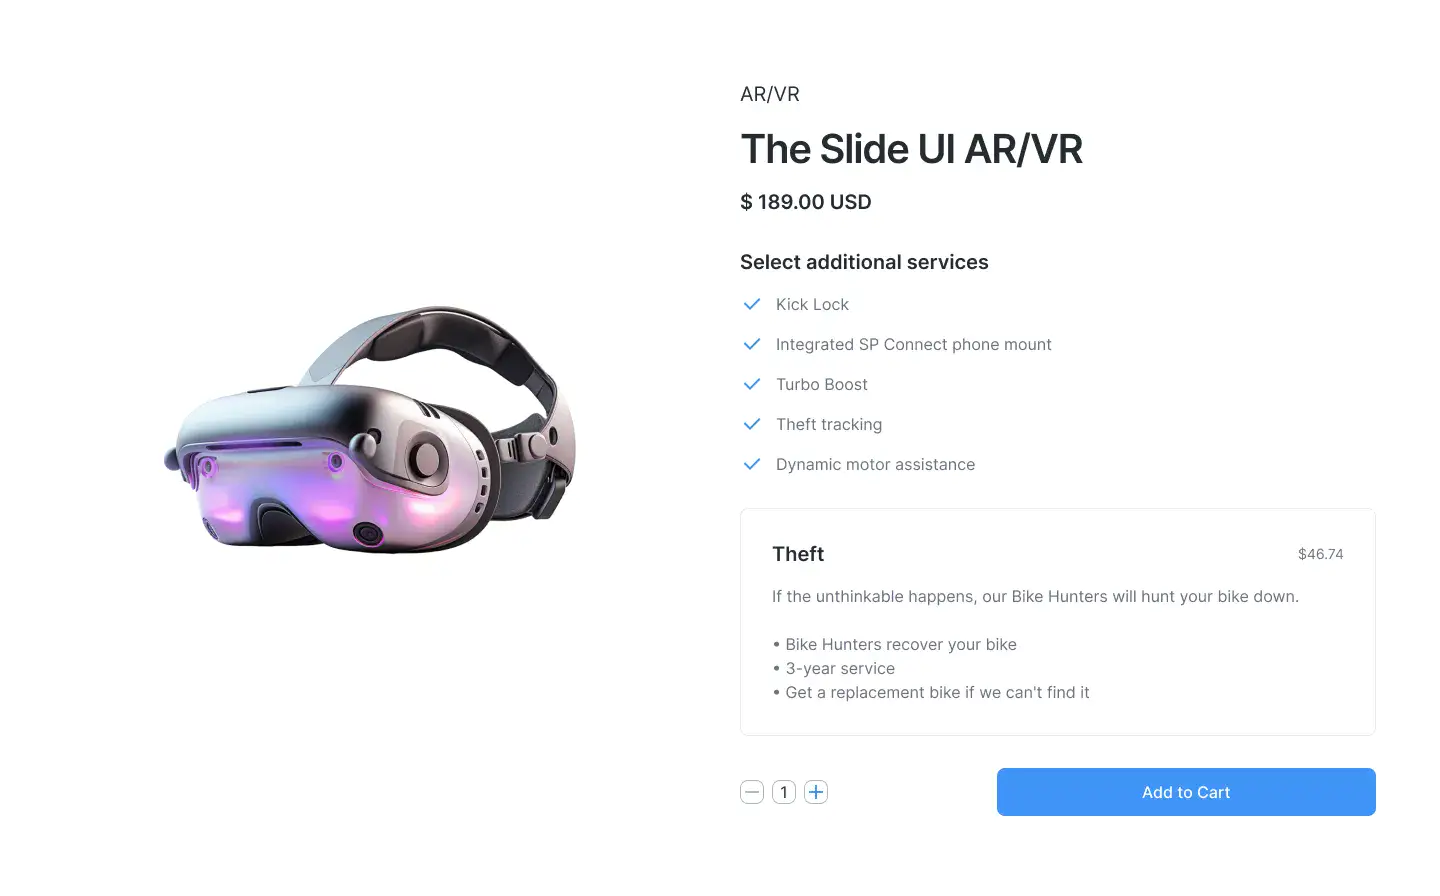 AR/VR
The Slide UI AR/VR
$ 189.00 USD
Select additional services
Kick Lock
Integrated SP Connect phone mount
Turbo Boost
Theft tracking
Dynamic motor assistance
Theft
$46.74
If the unthinkable happens, our Bike Hunters will hunt your bike down.
• Bike Hunters recover your bike
• 3-year service
• Get a replacement bike if we can't find it
1
Add to Cart